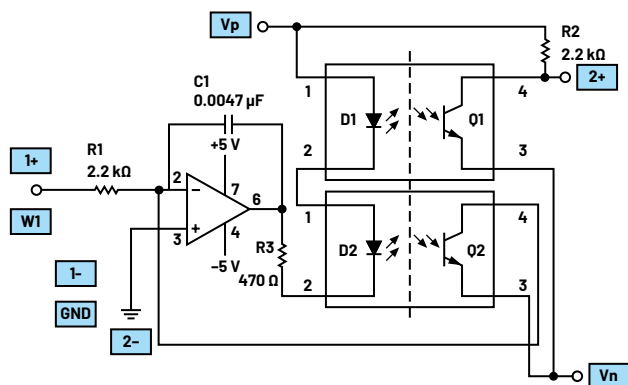 Vp
R2
2.2 kΩ
2+
C1
0.0047 µF
1
D1
Q1
4
+5 V
R1
2.2 kΩ
1+
2
3
2
–
7
6
1
4
W1
+
3
4
R3
470 Ω
D2
Q2
–5 V
2
3
1–
GND
2–
Vn